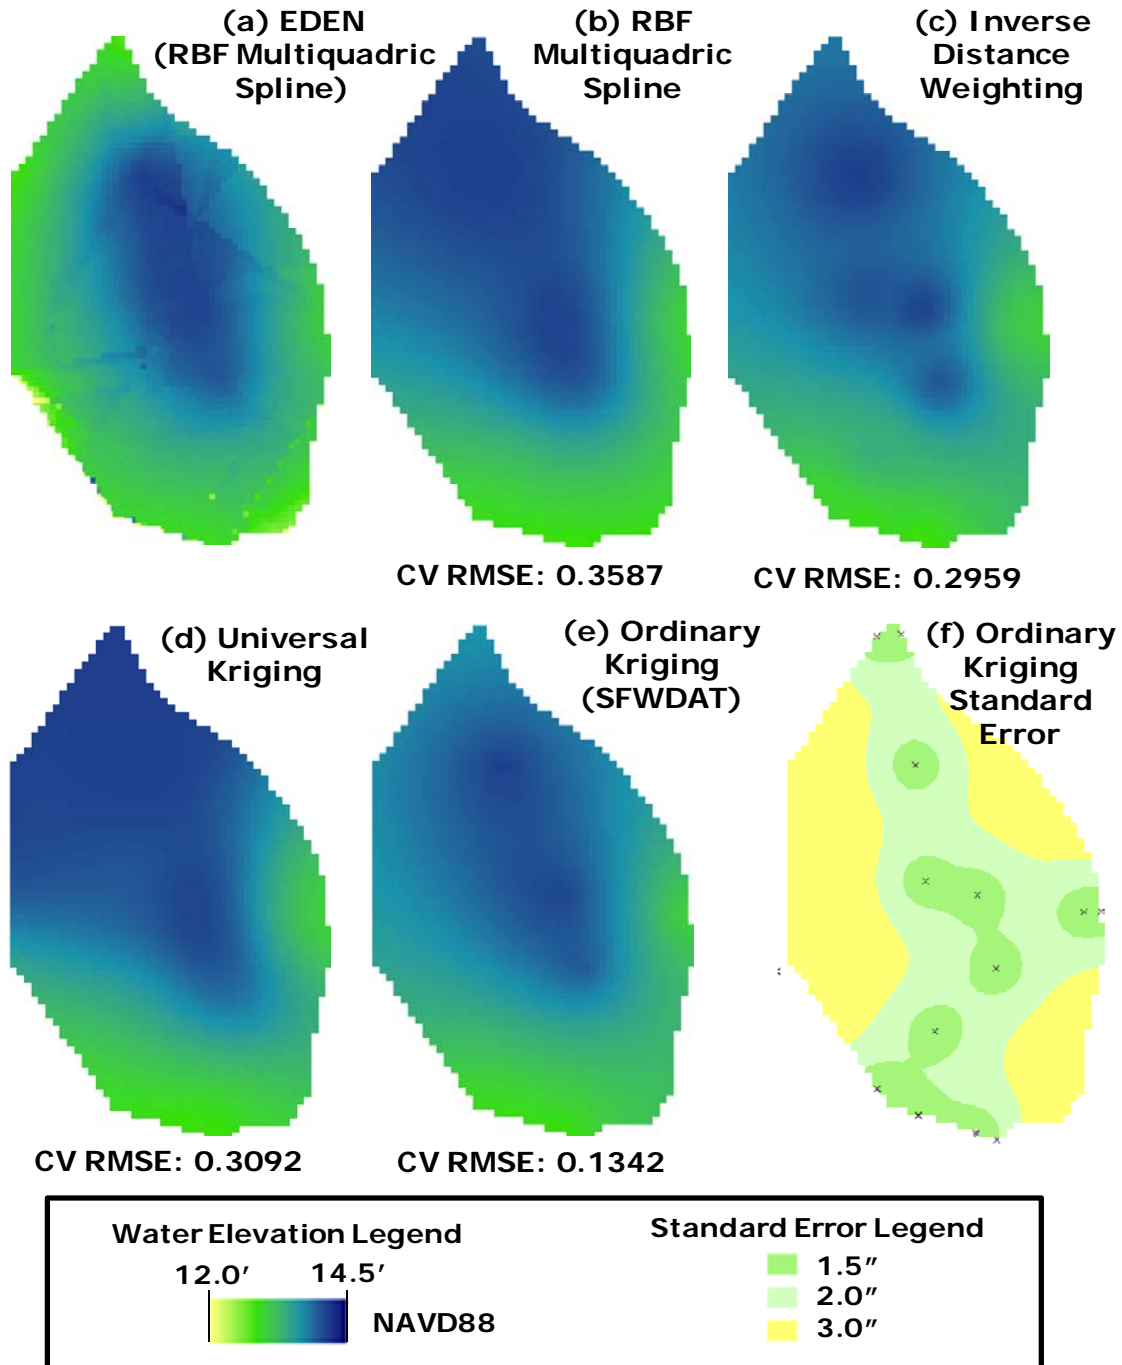 (a) EDEN
(RBF Multiquadric
Spline)
(b) RBF
Multiquadric
Spline
(c) Inverse
Distance
Weighting
CV RMSE: 0.3587
CV RMSE: 0.2959
(d) Universal
Kriging
(e) Ordinary
Kriging
(SFWDAT)
(f) Ordinary
Kriging
Standard
Error
CV RMSE: 0.3092
CV RMSE: 0.1342
Water Elevation Legend
12.0′ 14.5′
NAVD88
Standard Error Legend
1.5″
2.0″
3.0″